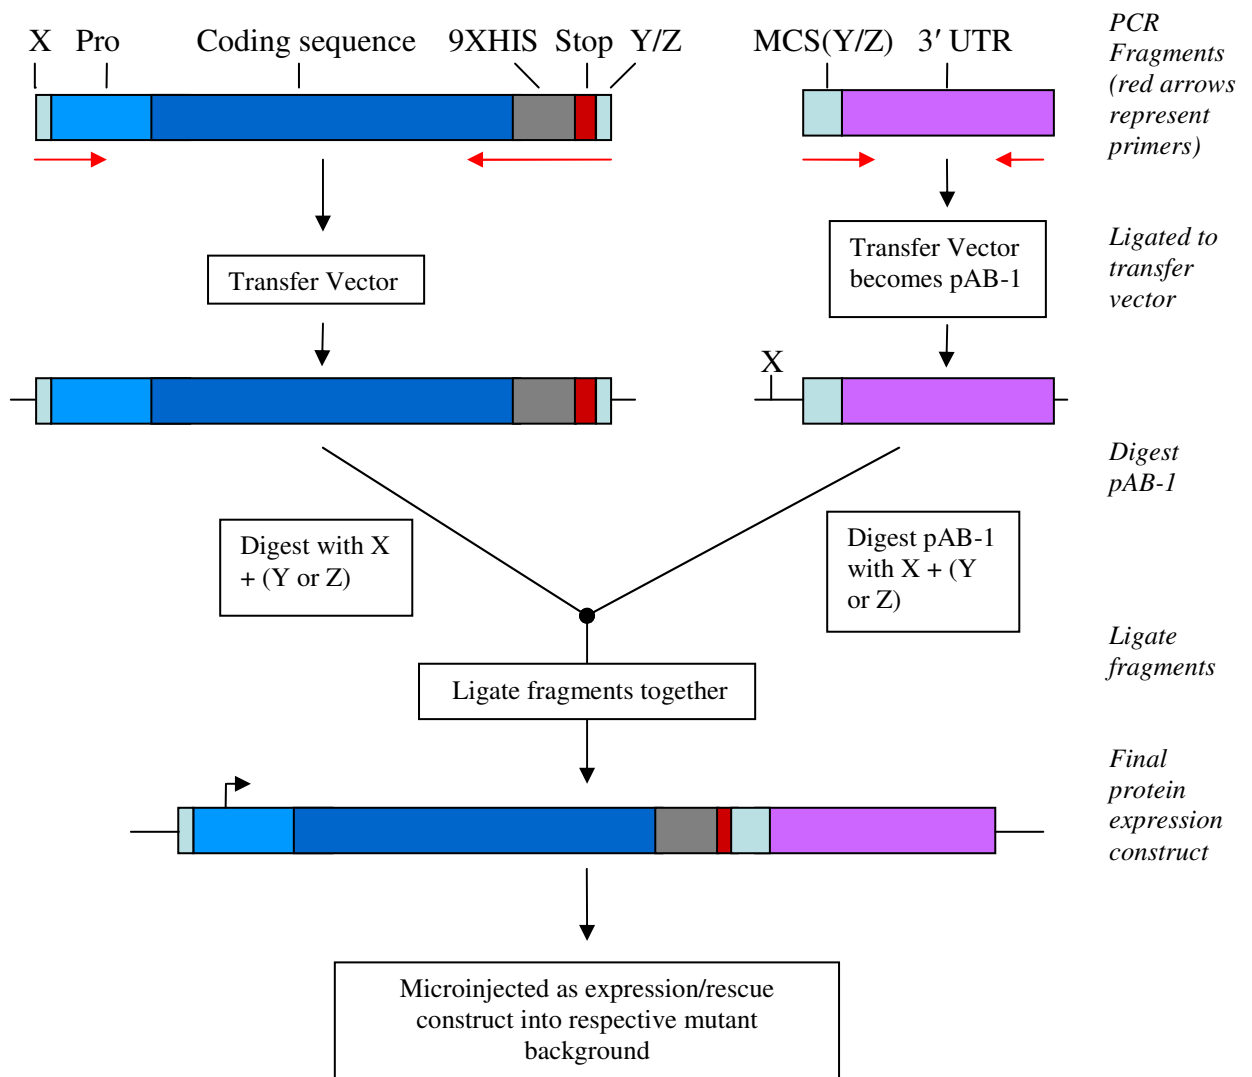 X Pro Coding sequence 9XHIS Stop Y/Z MCS(Y/Z) 3′ UTR
PCR
Fragments
(red arrows
represent
primers)
Transfer Vector
Transfer Vector
becomes pAB-1
Ligated to
transfer
vector
X
Digest
pAB-1
Digest with X
+ (Y or Z)
Digest pAB-1
with X + (Y
or Z)
Ligate
fragments
Ligate fragments together
Final
protein
expression
construct
Microinjected as expression/rescue
construct into respective mutant
background